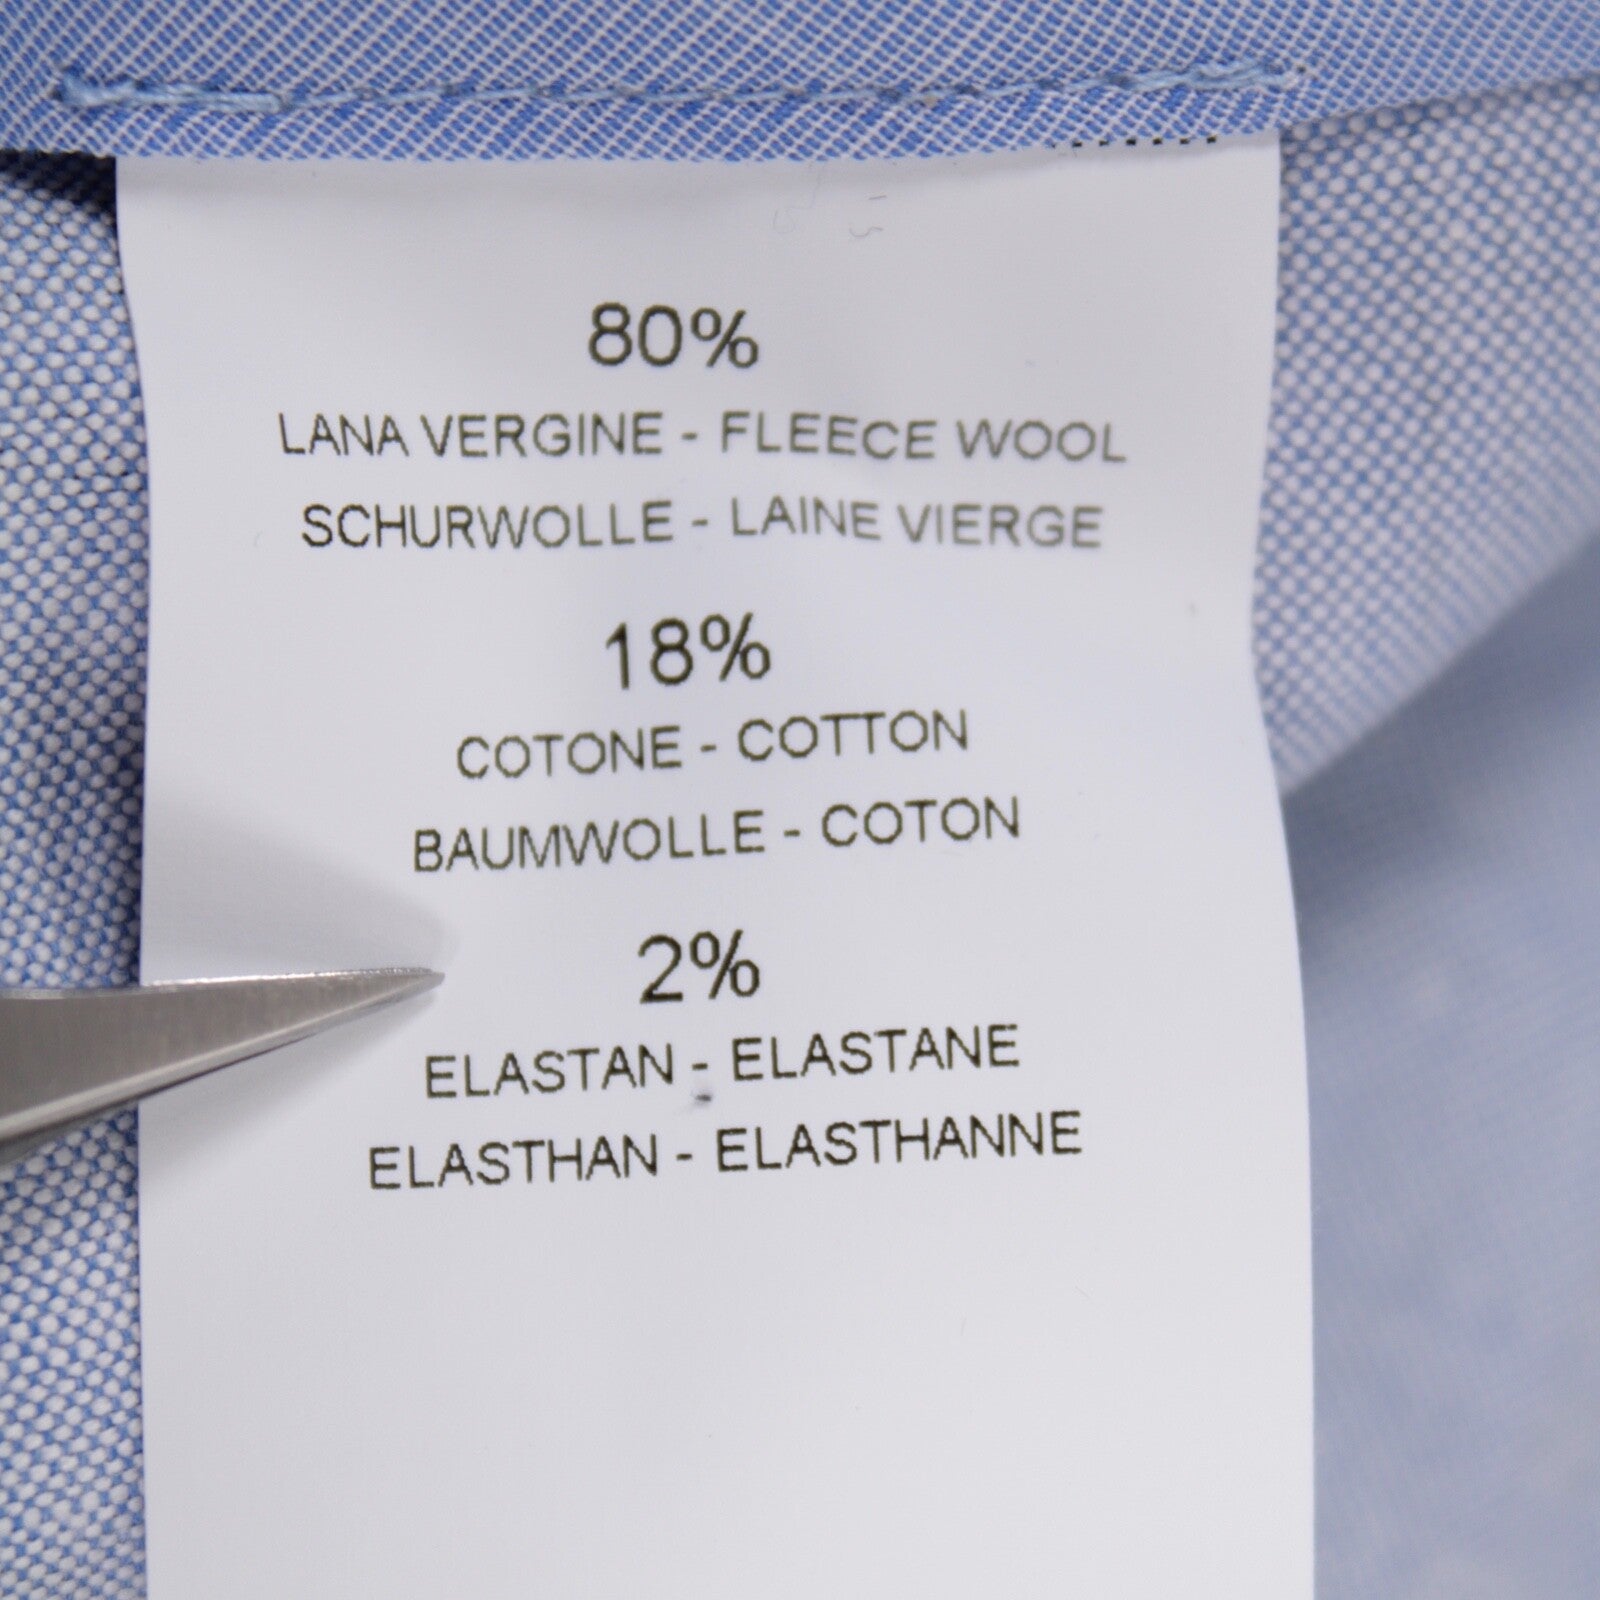 80%
LANA VERGINE - FLEECE WOOL
SCHURWOLLE - LAINE VIERGE
18%
COTONE - COTTON
BAUMWOLLE - COTON
2%
ELASTAN - ELASTANE
ELASTHAN - ELASTHANNE